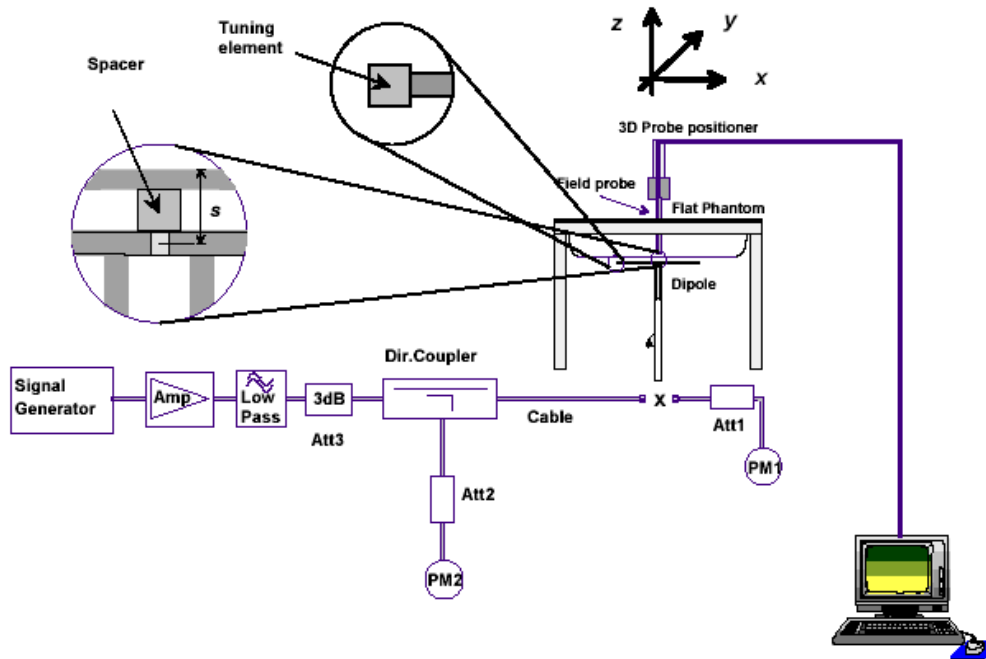 Tuning
element
Spacer
s
z
y
x
3D Probe positioner
Field probe
Flat Phantom
Dipole
Dir.Coupler
Signal
Generator
Amp
Low
Pass
3dB
Att3
Cable
x
Att1
PM1
Att2
PM2